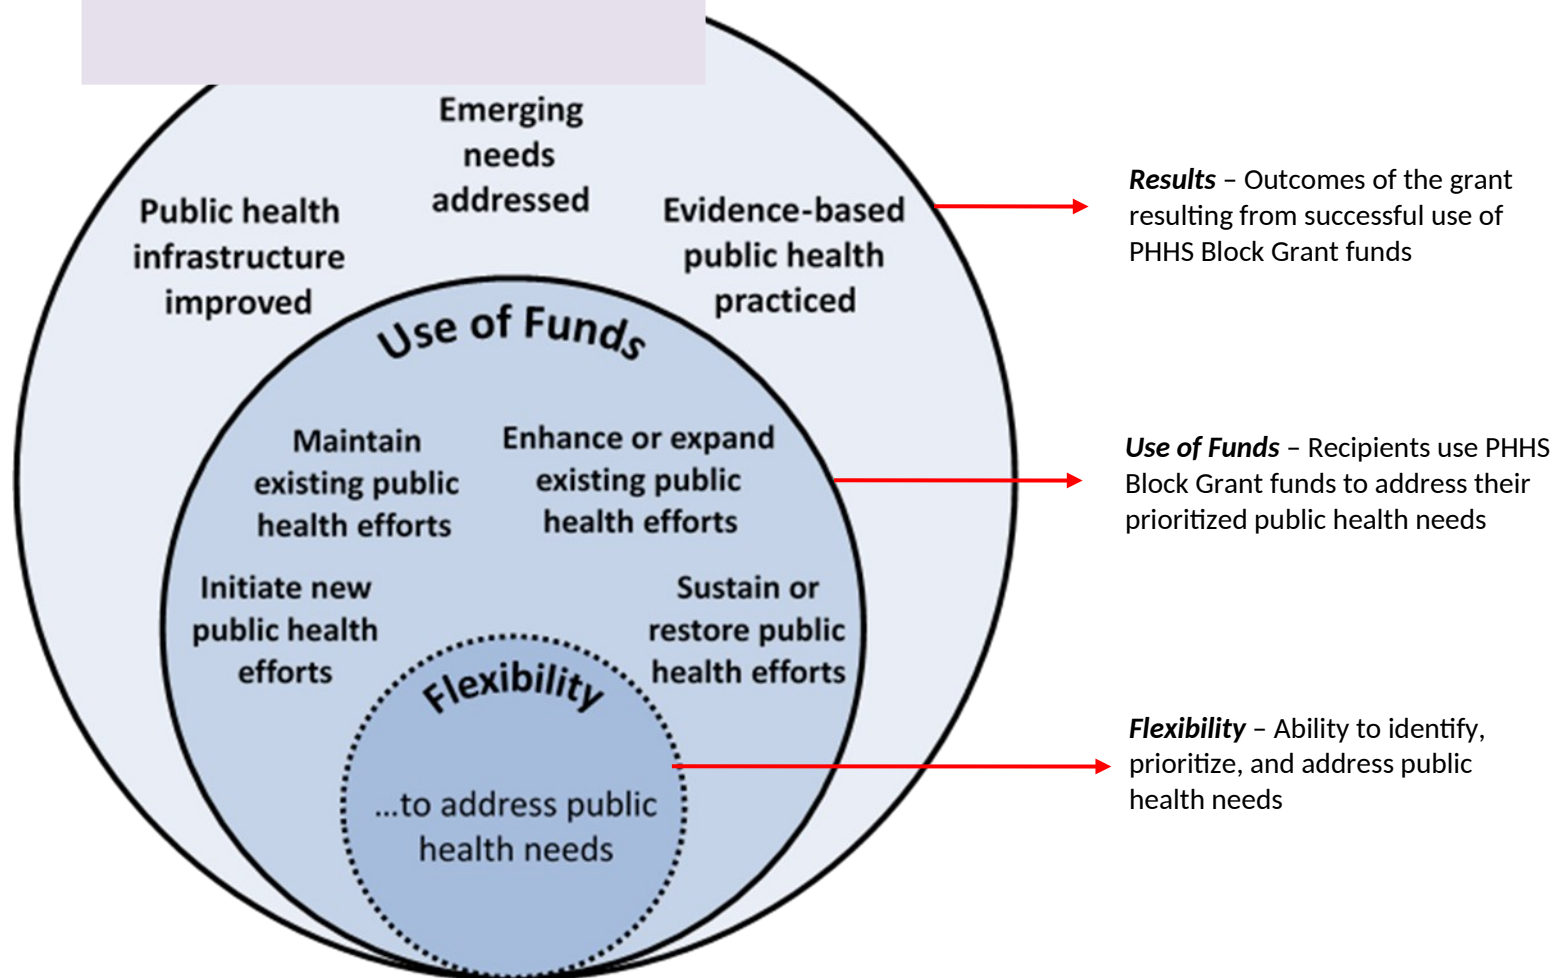 Emerging
needs
addressed
Public health
infrastructure
improved
Evidence-based
public health
practiced
Use of Funds
Maintain
existing public
health efforts
Enhance or expand
existing public
health efforts
Initiate new
public health
efforts
Sustain or
restore public
health efforts
Flexibility
...to address public
health needs
Results – Outcomes of the grant
resulting from successful use of
PHHS Block Grant funds
Use of Funds – Recipients use PHHS
Block Grant funds to address their
prioritized public health needs
Flexibility – Ability to identify,
prioritize, and address public
health needs